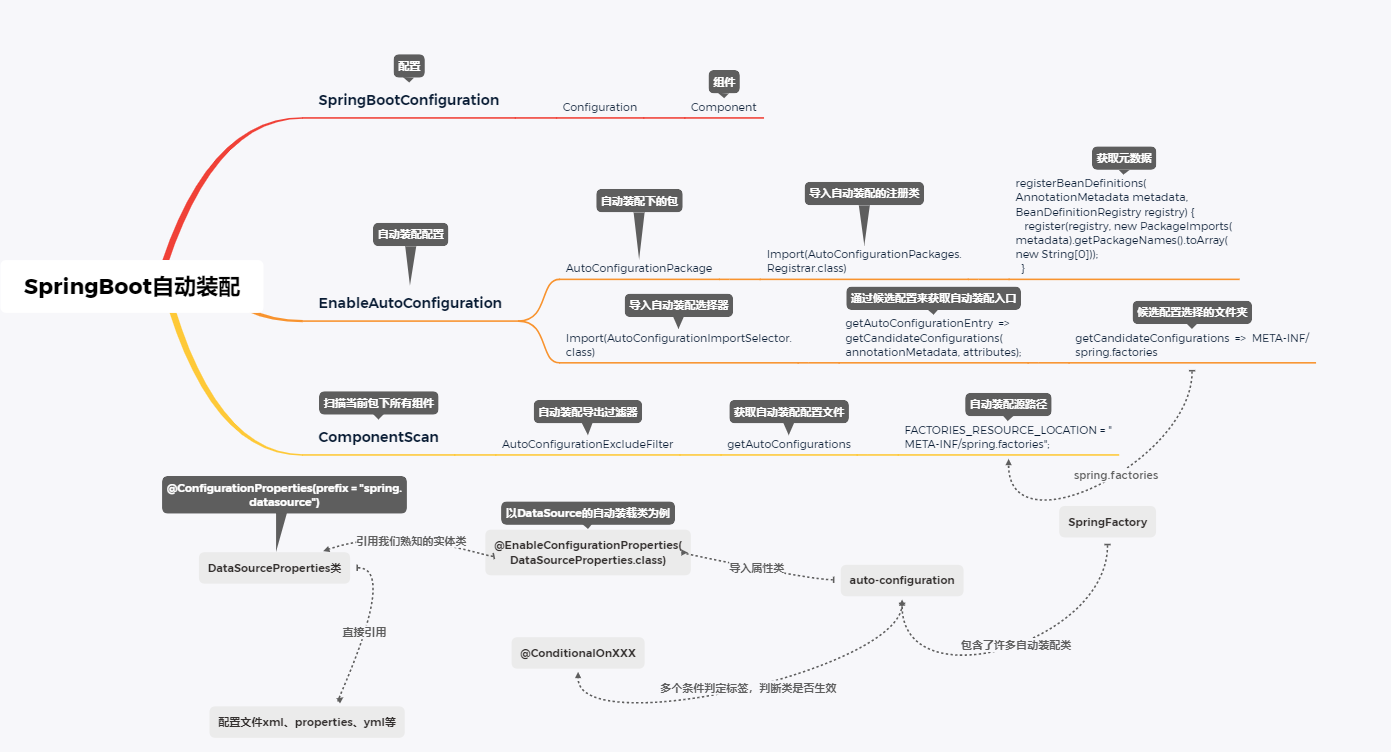 配置
SpringBootConfiguration
Configuration
组件
Component
SpringBoot自动装配
自动装配配置
EnableAutoConfiguration
自动装配下的包
AutoConfigurationPackage
导入自动装配的注册类
Import(AutoConfigurationPackages.
Registrar.class)
获取元数据
registerBeanDefinitions(
AnnotationMetadata metadata,
BeanDefinitionRegistry registry) {
register(registry, new PackageImports(
metadata).getPackageNames().toArray(
new String[0]));
}
导入自动装配选择器
Import(AutoConfigurationImportSelector.
class)
通过候选配置来获取自动装配入口
getAutoConfigurationEntry =>
getCandidateConfigurations(
annotationMetadata, attributes);
候选配置选择的文件夹
getCandidateConfigurations => META-INF/
spring.factories
扫描当前包下所有组件
ComponentScan
自动装配导出过滤器
AutoConfigurationExcludeFilter
获取自动装配配置文件
getAutoConfigurations
自动装配源路径
FACTORIES_RESOURCE_LOCATION = "
META-INF/spring.factories";
spring.factories
SpringFactory
@ConfigurationProperties(prefix = "spring.
datasource")
DataSourceProperties类
引用我们熟知的实体类
以DataSource的自动装载类为例
@EnableConfigurationProperties(
DataSourceProperties.class)
导入属性类
auto-configuration
包含了许多自动装配类
直接引用
@ConditionalOnXXX
多个条件判定标签，判断类是否生效
配置文件xml、properties、yml等